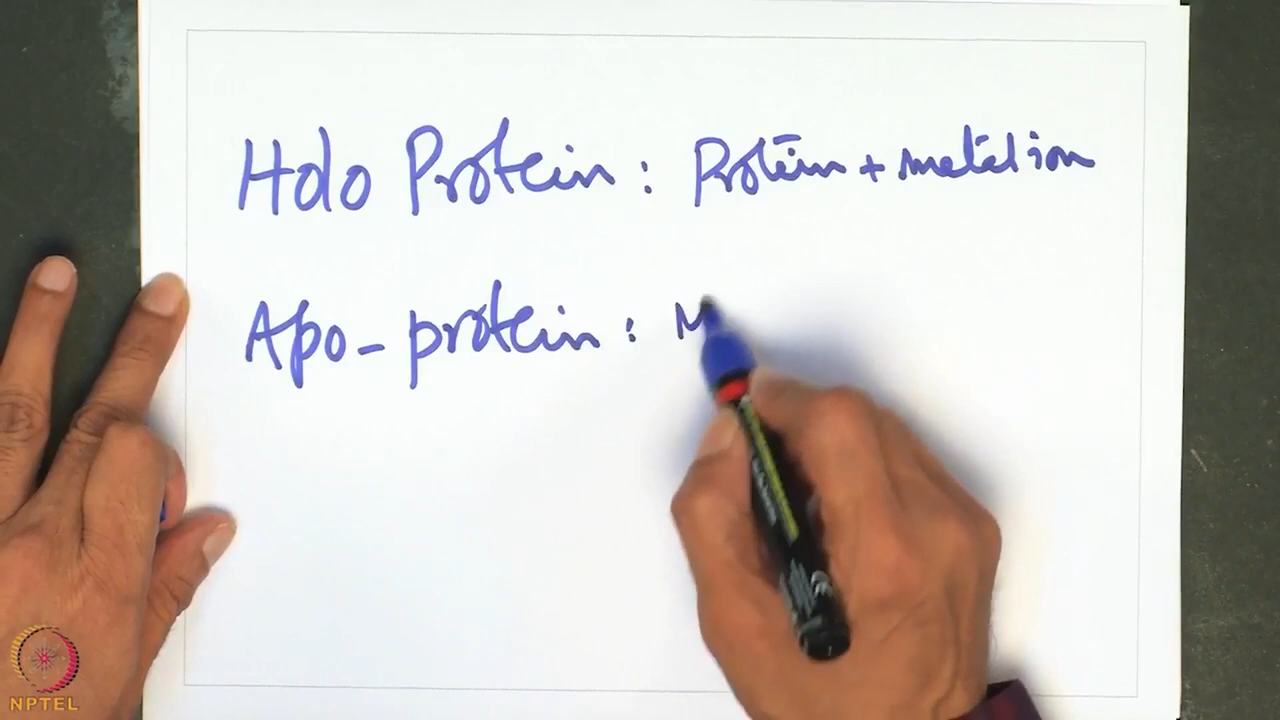 Holo Protein : Protein + metal ion
Apo - protein :
NPTEL